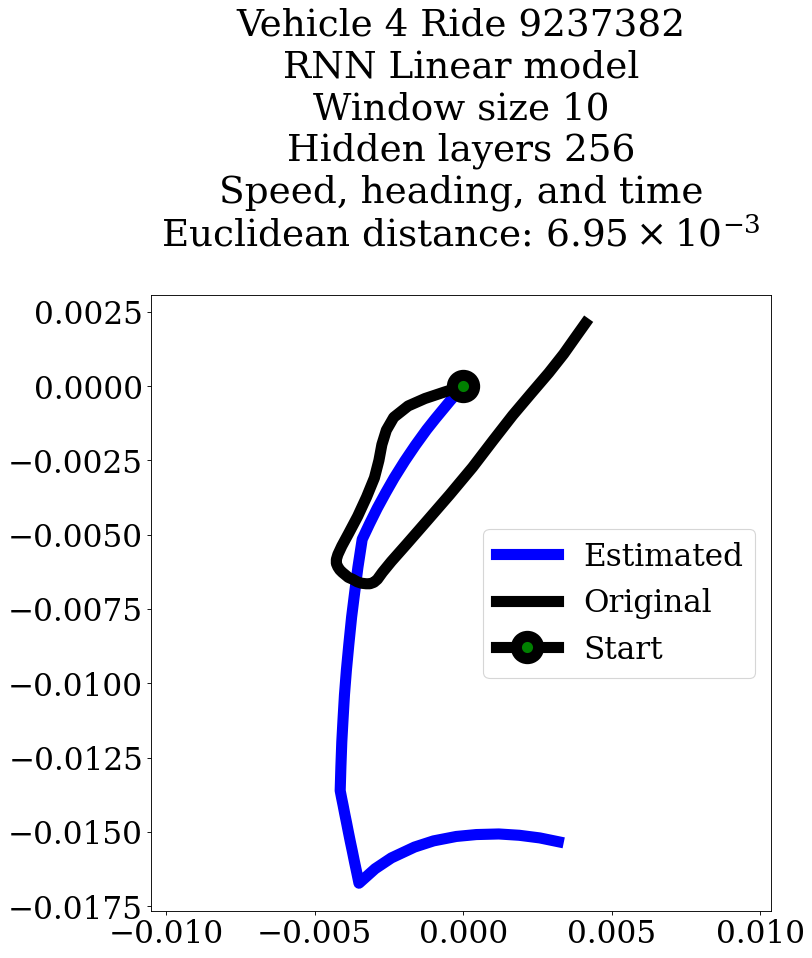 Vehicle 4 Ride 9237382
RNN Linear model
Window size 10
Hidden layers 256
Speed, heading, and time
Euclidean distance: 6.95 × 10⁻³
0.0025
0.0000
−0.0025
−0.0050
−0.0075
−0.0100
−0.0125
−0.0150
−0.0175
Estimated
Original
Start
−0.010
−0.005
0.000
0.005
0.010